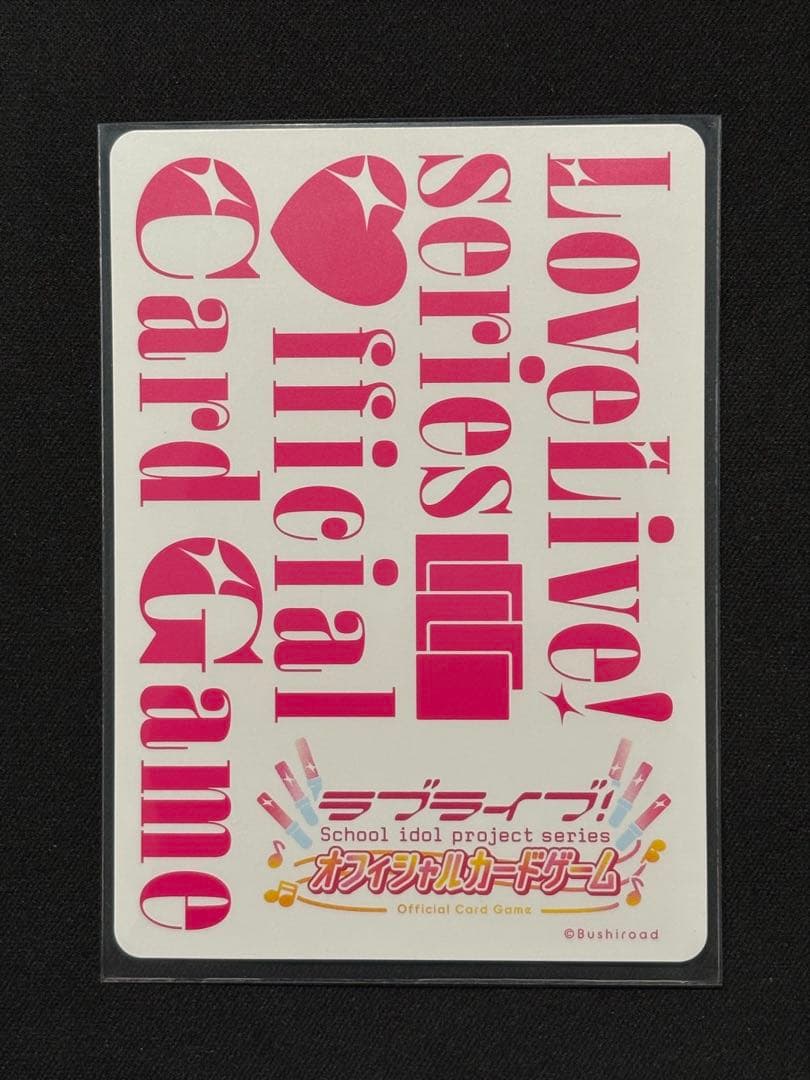 LoveLive!
series
Official
Card Game
ラブライブ!
School idol project series
オフィシャルカードゲーム
Official Card Game
©Bushiroad